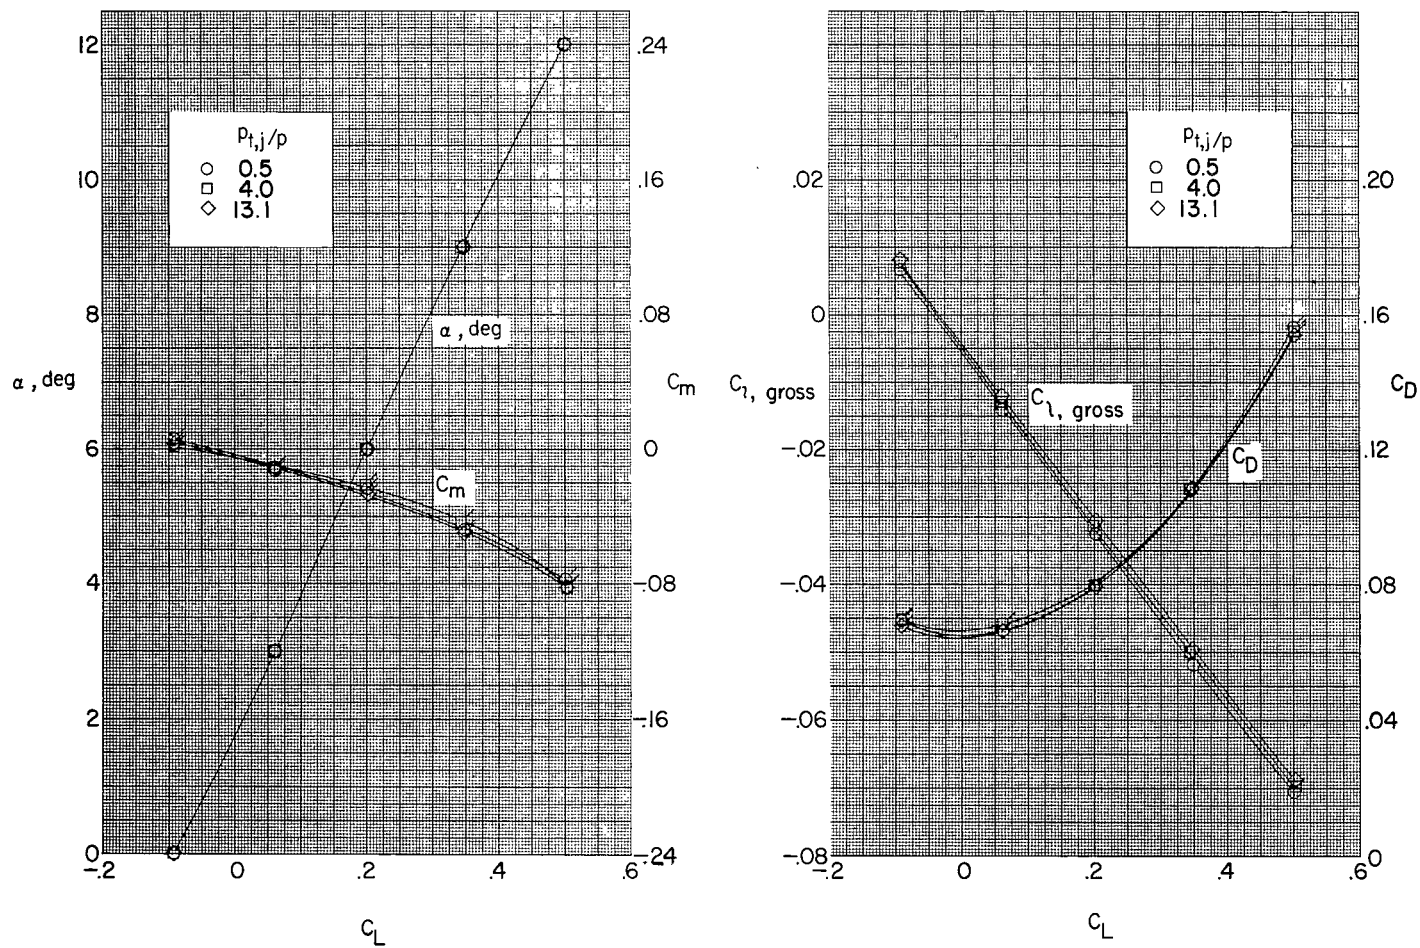 12
10
8
6
4
2
0
α, deg
p_t,j/p
0.5
4.0
13.1
α, deg
C_m
.24
.16
.08
0
-.08
-.16
-.24
C_m
-.2 0 .2 .4 .6
C_L
.02
0
-.02
-.04
-.06
-.08
C_l, gross
p_t,j/p
0.5
4.0
13.1
C_l, gross
C_D
.20
.16
.12
.08
.04
0
C_D
-.2 0 .2 .4 .6
C_L